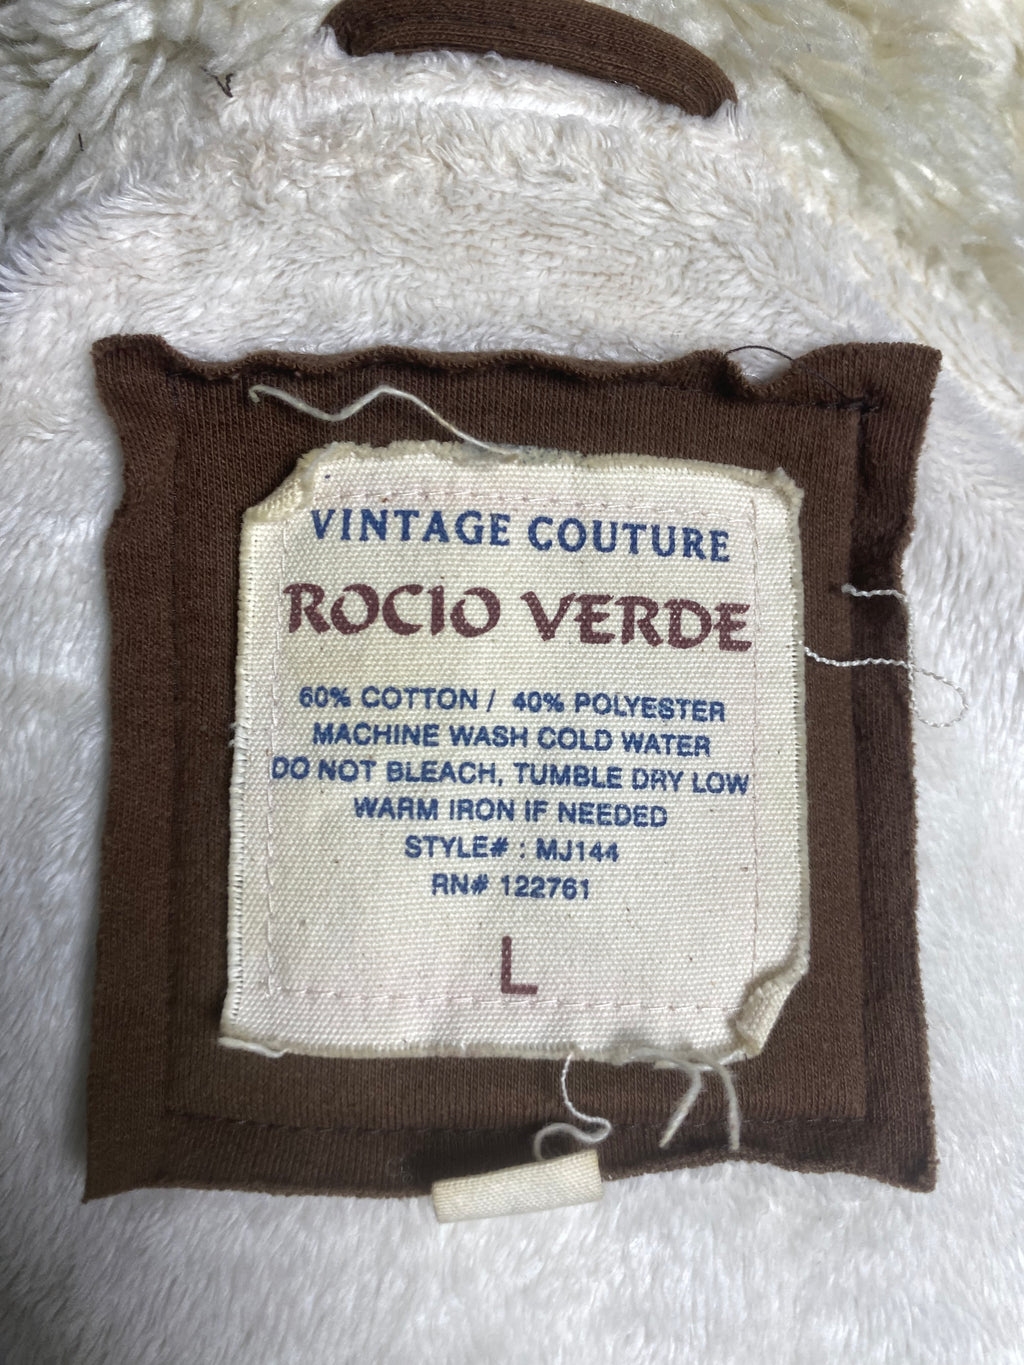 VINTAGE COUTURE
ROCIO VERDE
60% COTTON / 40% POLYESTER
MACHINE WASH COLD WATER
DO NOT BLEACH, TUMBLE DRY LOW
WARM IRON IF NEEDED
STYLE# : MJ144
RN# 122761
L